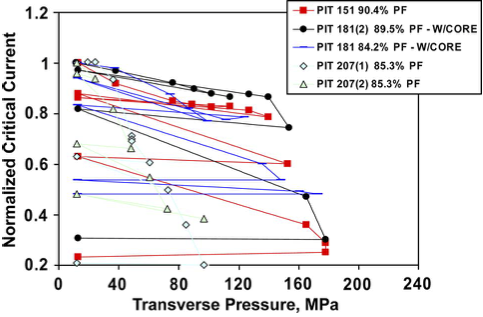 1.2
PIT 151 90.4% PF
PIT 181(2) 89.5% PF - W/CORE
PIT 181 84.2% PF - W/CORE
PIT 207(1) 85.3% PF
PIT 207(2) 85.3% PF
1
0.8
0.6
0.4
0.2
Normalized Critical Current
0 40 80 120 160 200 240
Transverse Pressure, MPa